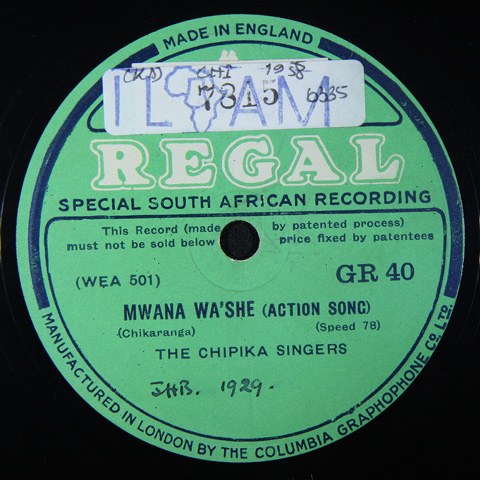 MADE IN ENGLAND
CHI 1958
ILAM
7315
REGAL
SPECIAL SOUTH AFRICAN RECORDING
This Record (made by patented process)
must not be sold below price fixed by patentees
(WEA 501) GR 40
MWANA WA'SHE (ACTION SONG)
(Chikaranga) (Speed 78)
THE CHIPIKA SINGERS
JHB. 1929.
MANUFACTURED IN LONDON BY THE COLUMBIA GRAPHOPHONE CO. LTD.